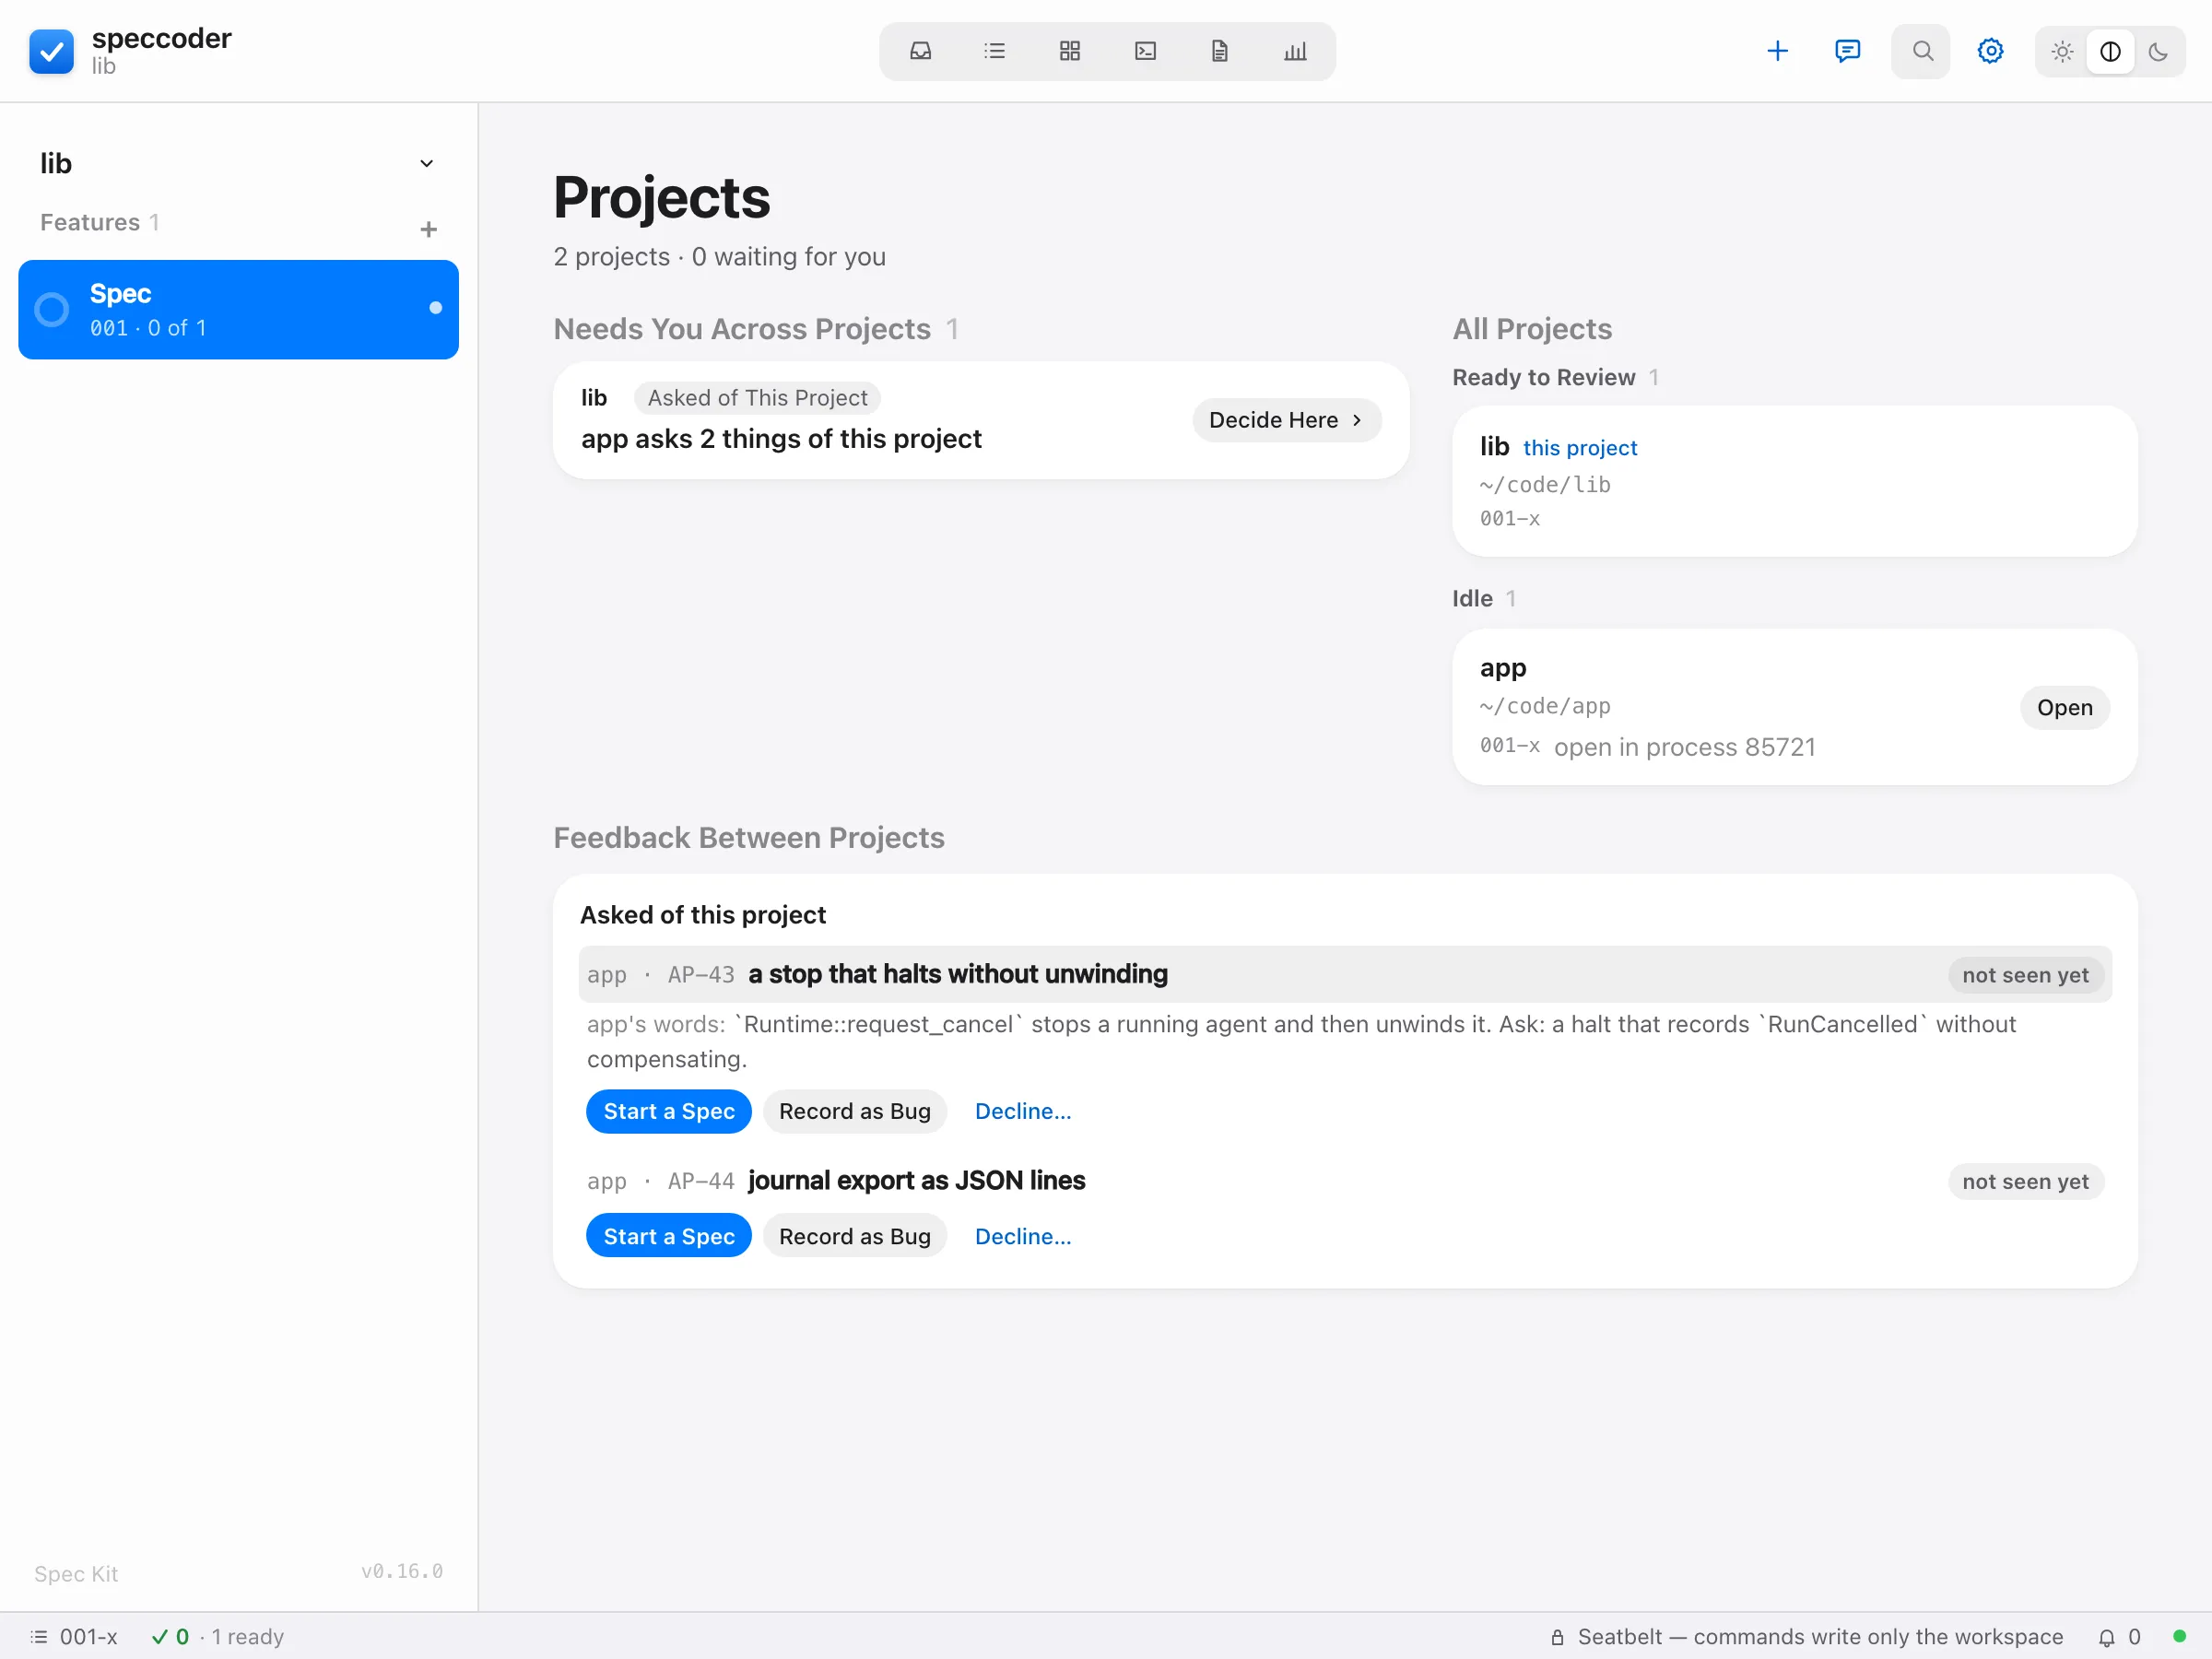 speccoder
lib
lib
Features 1
Spec
001 · 0 of 1
Projects
2 projects · 0 waiting for you
Needs You Across Projects 1
lib Asked of This Project
app asks 2 things of this project
Decide Here
All Projects
Ready to Review 1
lib this project
~/code/lib
001-x
Idle 1
app
~/code/app
001-x open in process 85721
Open
Feedback Between Projects
Asked of this project
app · AP-43 a stop that halts without unwinding not seen yet
app's words: `Runtime::request_cancel` stops a running agent and then unwinds it. Ask: a halt that records `RunCancelled` without
compensating.
Start a Spec Record as Bug Decline...
app · AP-44 journal export as JSON lines not seen yet
Start a Spec Record as Bug Decline...
Spec Kit v0.16.0
001-x 0 · 1 ready
Seatbelt — commands write only the workspace 0